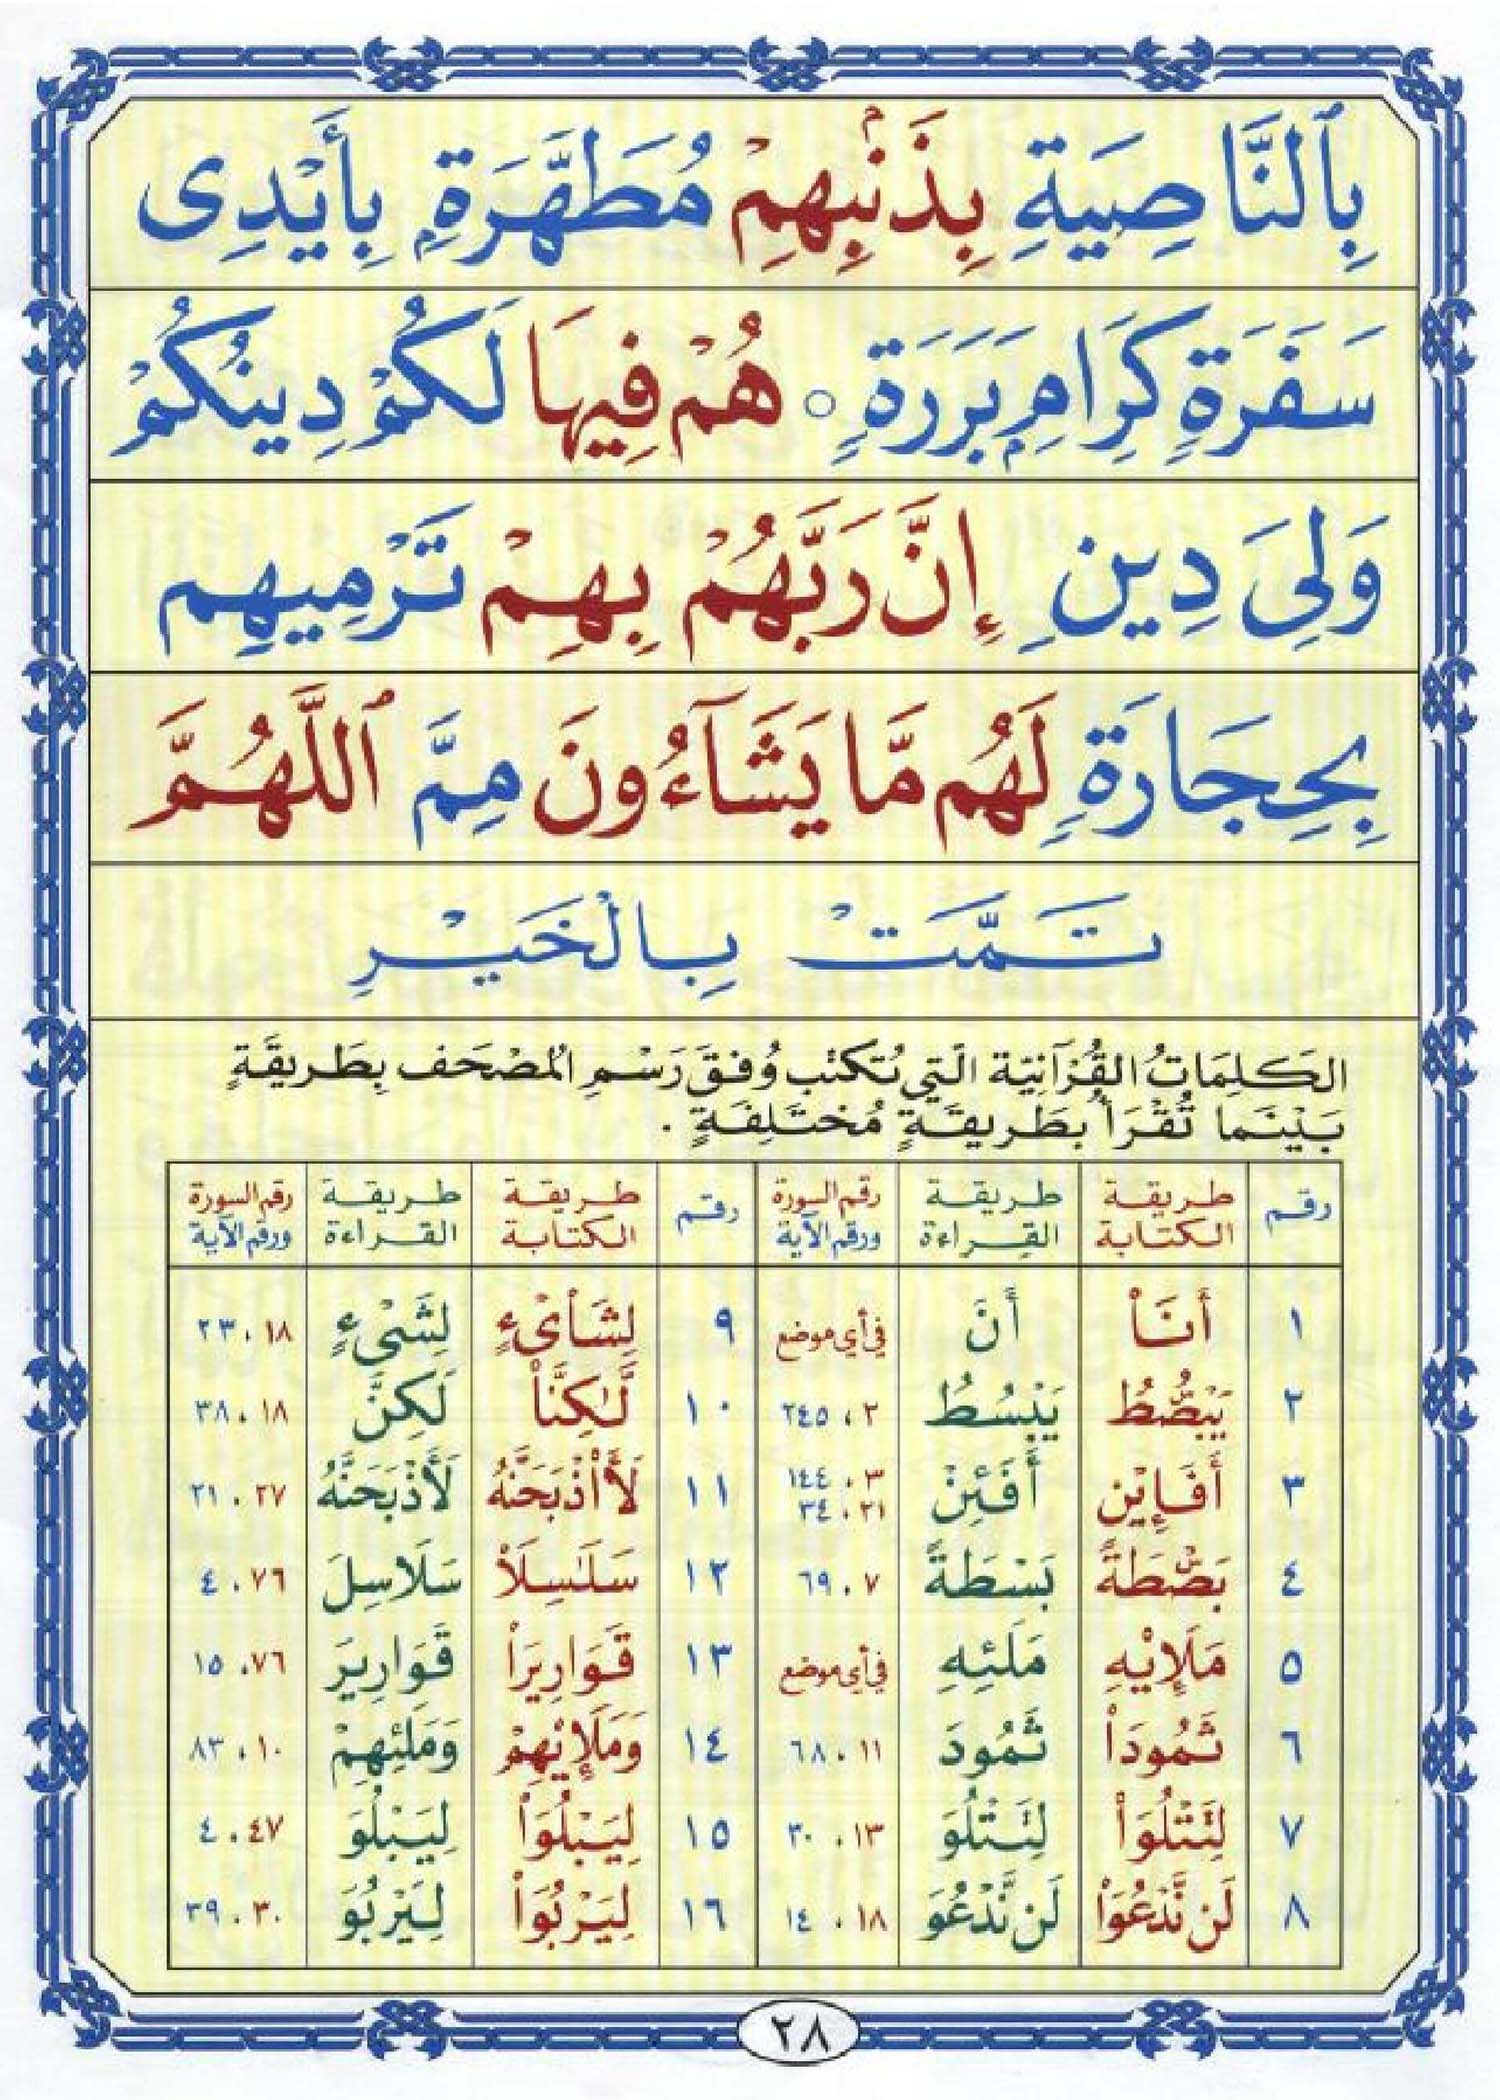 بِٱلنَّاصِيَةِ بِذَنۢبِهِمْ مُطَهَّرَةِۭ بِأَيْدِى
سَفَرَةٍ كِرَامِۭ بَرَرَةٍ ۝ هُمْ فِيهَا لَكُمْ دِينُكُمْ
وَلِىَ دِينِ إِنَّ رَبَّهُمْ بِهِمْ تَرْمِيهِم
بِحِجَارَةٍ لَهُم مَّا يَشَآءُونَ مِمَّ ٱللَّهُمَّ
تَمَّتْ بِالْخَيْرِ
الكَلِمَاتُ القُرْآنِيّة الَتِي تُكتَب وُفقَ رَسْمِ المُصْحَف بِطَرِيقَةٍ
بَيْنَما تُقْرَأُ بطَرِيقَةٍ مُخْتَلِفَةٍ .
رقم طريقة الكتابة طريقة القراءة رقم السورة ورقم الآية رقم طريقة الكتابة طريقة القراءة رقم السورة ورقم الآية
١ أَنَا۠ أَنَ في أي موضع ٩ لِشَا۟ىْءٍ لِشَىْءٍ ١٨، ٢٣
٢ يَبْصُۜطُ يَبْسُطُ ٢، ٢٤٥ ١٠ لَّٰكِنَّا۠ لَكِنَّ ١٨، ٣٨
٣ أَفَإِيْن أَفَئِنْ ٣، ١٤٤ ٢١، ٣٤ ١١ لَأَا۟ذْبَحَنَّهُ لَأَذْبَحَنَّهُ ٢٧، ٢١
٤ بَصْۜطَةً بَسْطَةً ٧، ٦٩ ١٢ سَلَٰسِلَا۟ سَلَاسِلَ ٧٦، ٤
٥ مَلَإِيْهِ مَلَئِهِ في أي موضع ١٣ قَوَارِيرَا۟ قَوَارِيرَ ٧٦، ١٥
٦ ثَمُودَا۟ ثَمُودَ ١١، ٦٨ ١٤ وَمَلَإِيْهِمْ وَمَلَئِهِمْ ١٠، ٨٣
٧ لِتَتْلُوَا۟ لِتَتْلُوَ ١٣، ٣٠ ١٥ لِيَبْلُوَا۟ لِيَبْلُوَ ٤٧، ٤
٨ لَن نَّدْعُوَا۟ لَن نَّدْعُوَ ١٨، ١٤ ١٦ لِيَرْبُوَا۟ لِيَرْبُوَ ٣٠، ٣٩
٢٨